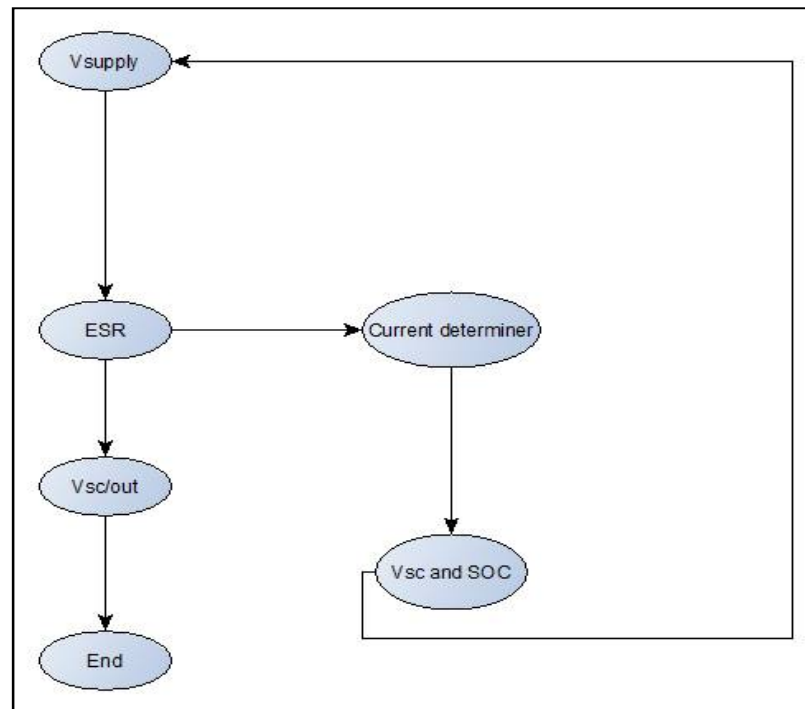 Vsupply
ESR
Current determiner
Vsc/out
Vsc and SOC
End